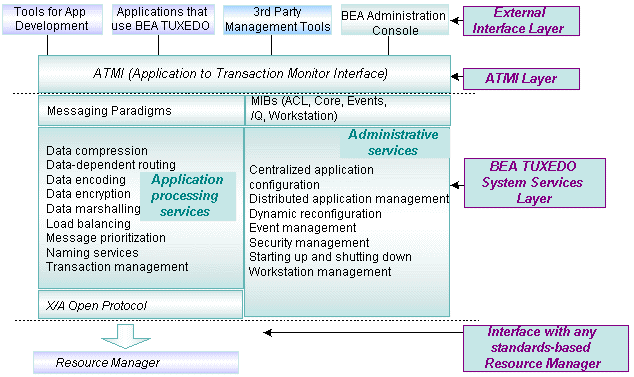 Tools for App
Development
Applications that
use BEA TUXEDO
3rd Party
Management Tools
BEA Administration
Console
External
Interface Layer
ATMI (Application to Transaction Monitor Interface)
ATMI Layer
Messaging Paradigms
MIBs (ACL, Core, Events,
/Q, Workstation)
Administrative
services
Data compression
Data-dependent routing
Data encoding
Data encryption
Data marshalling
Load balancing
Message prioritization
Naming services
Transaction management
Application
processing
services
Centralized application
configuration
Distributed application management
Dynamic reconfiguration
Event management
Security management
Starting up and shutting down
Workstation management
BEA TUXEDO
System Services
Layer
X/A Open Protocol
Interface with any
standards-based
Resource Manager
Resource Manager